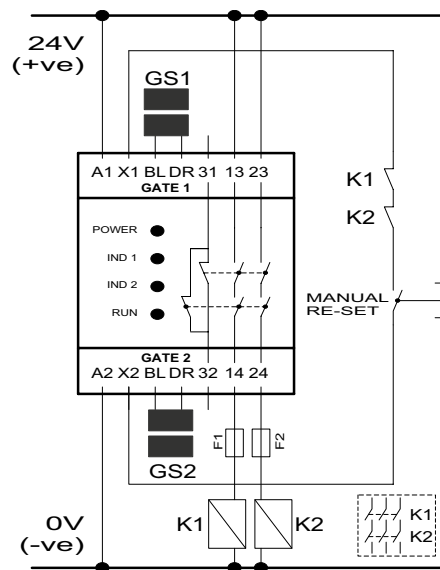 24V
(+ve)
GS1
A1 X1 BL DR 31 13 23
GATE 1
K1
K2
POWER
IND 1
IND 2
RUN
MANUAL
RE-SET
GATE 2
A2 X2 BL DR 32 14 24
F1
F2
GS2
0V
(-ve)
K1
K2
K1
K2